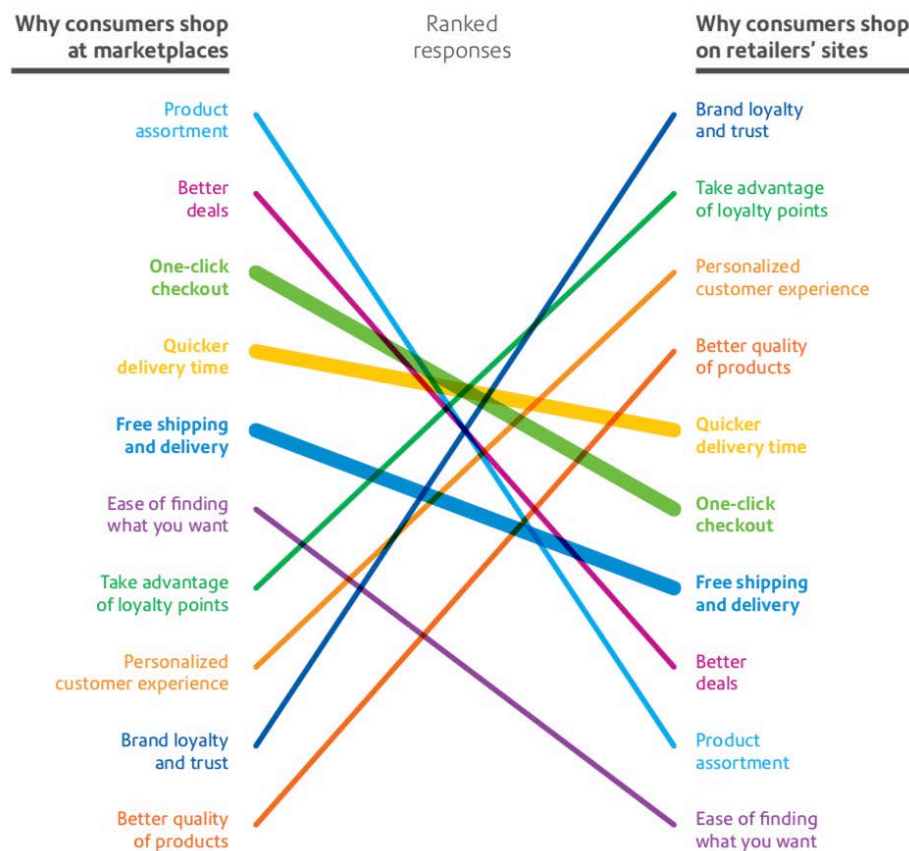 Why consumers shop
at marketplaces
Ranked
responses
Why consumers shop
on retailers' sites
Product
assortment
Better
deals
One-click
checkout
Quicker
delivery time
Free shipping
and delivery
Ease of finding
what you want
Take advantage
of loyalty points
Personalized
customer experience
Brand loyalty
and trust
Better quality
of products
Brand loyalty
and trust
Take advantage
of loyalty points
Personalized
customer experience
Better quality
of products
Quicker
delivery time
One-click
checkout
Free shipping
and delivery
Better
deals
Product
assortment
Ease of finding
what you want